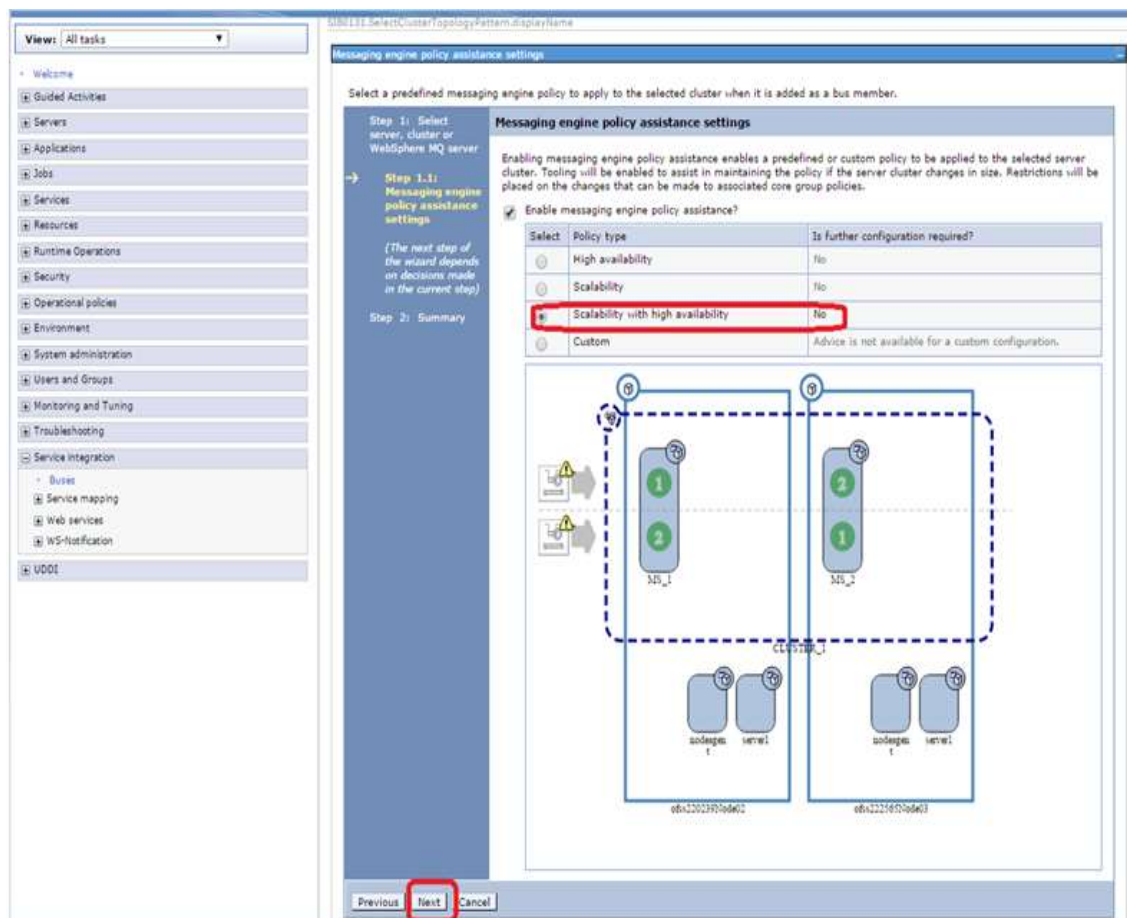 SIB0131.SelectClusterTopologyPattern.displayName
View: All tasks
Welcome
Guided Activities
Servers
Applications
Jobs
Services
Resources
Runtime Operations
Security
Operational policies
Environment
System administration
Users and Groups
Monitoring and Tuning
Troubleshooting
Service integration
Buses
Service mapping
Web services
WS-Notification
UDDI
Messaging engine policy assistance settings
Select a predefined messaging engine policy to apply to the selected cluster when it is added as a bus member.
Step 1: Select
server, cluster or
WebSphere MQ server
Step 1.1:
Messaging engine
policy assistance
settings
(The next step of
the wizard depends
on decisions made
in the current step)
Step 2: Summary
Messaging engine policy assistance settings
Enabling messaging engine policy assistance enables a predefined or custom policy to be applied to the selected server
cluster. Tooling will be enabled to assist in maintaining the policy if the server cluster changes in size. Restrictions will be
placed on the changes that can be made to associated core group policies.
Enable messaging engine policy assistance?
Select Policy type Is further configuration required?
High availability No
Scalability No
Scalability with high availability No
Custom Advice is not available for a custom configuration.
1 2
2 1
MS_1 MS_2
CLUSTER_1
nodeagen
t
server1
nodeagen
t
server1
ofss220239Node02 ofss222565Node03
Previous Next Cancel